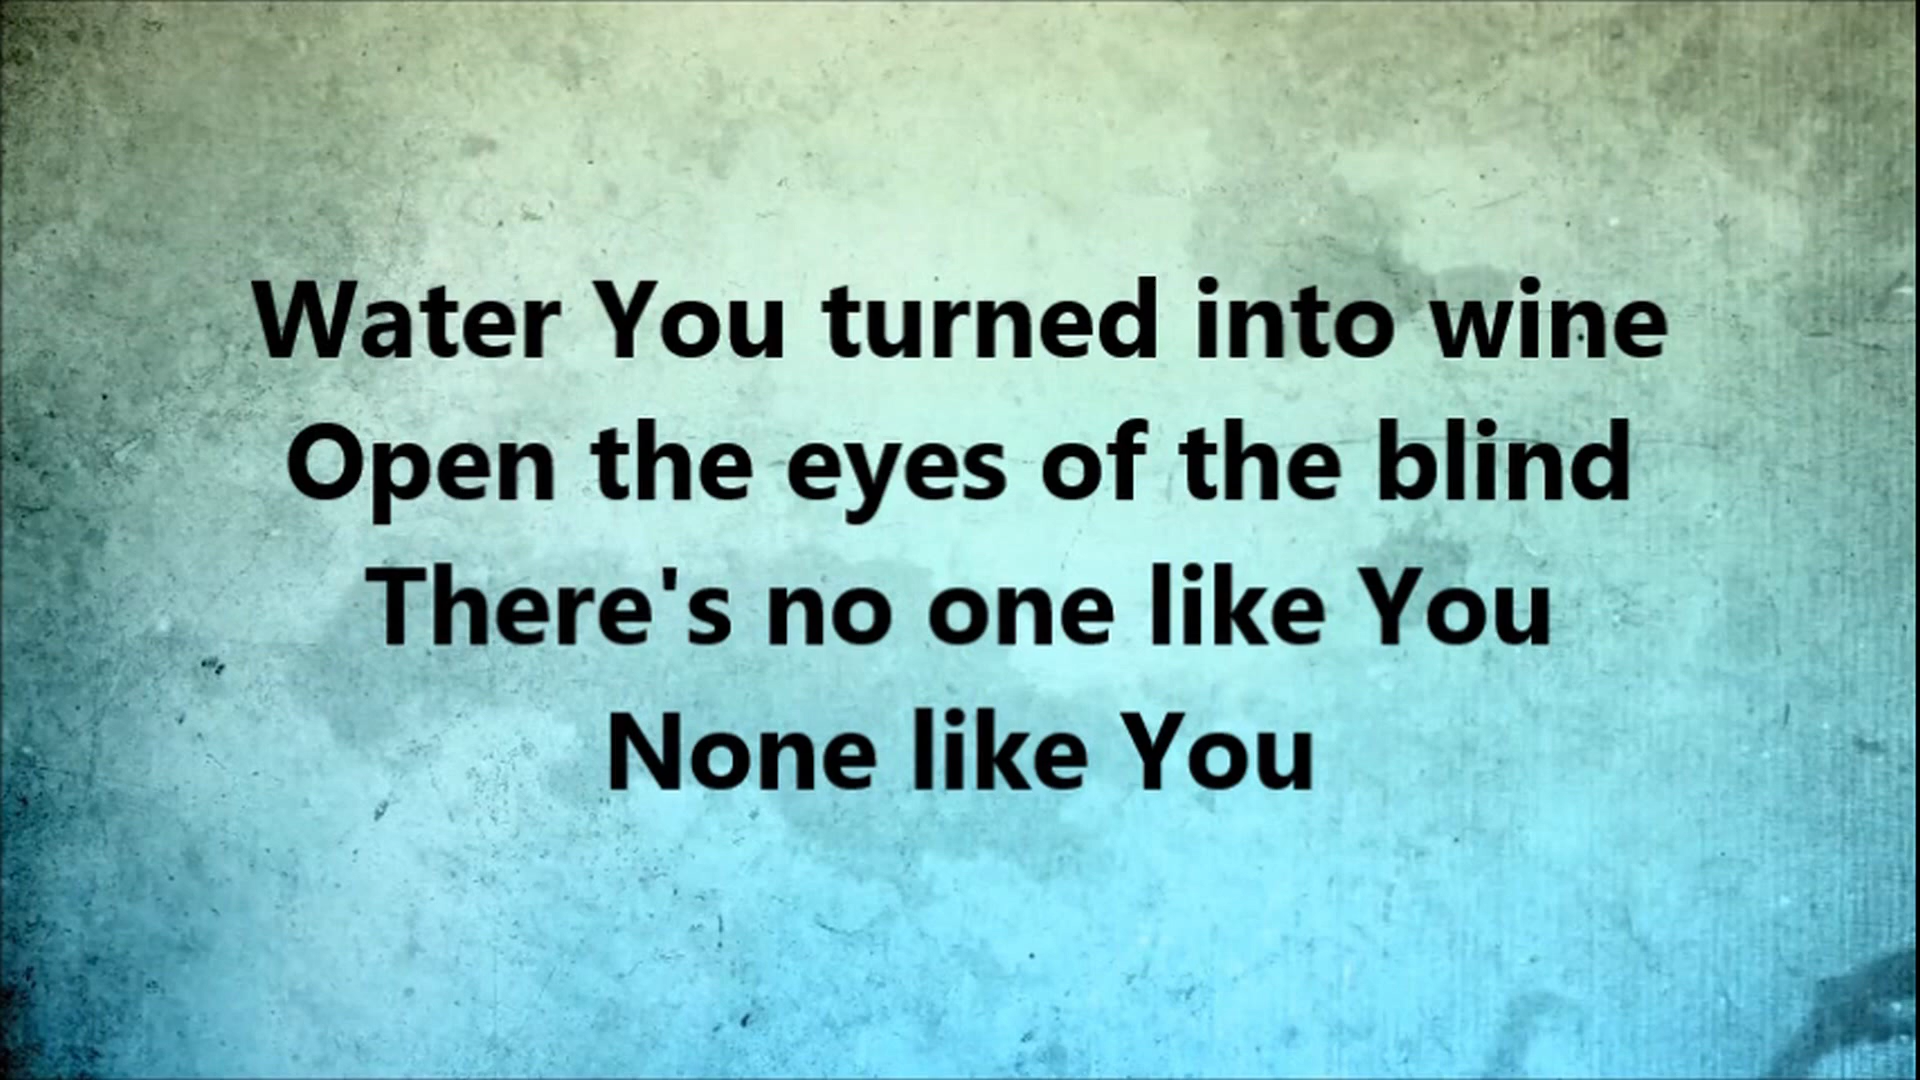 Water You turned into wine
Open the eyes of the blind
There's no one like You
None like You